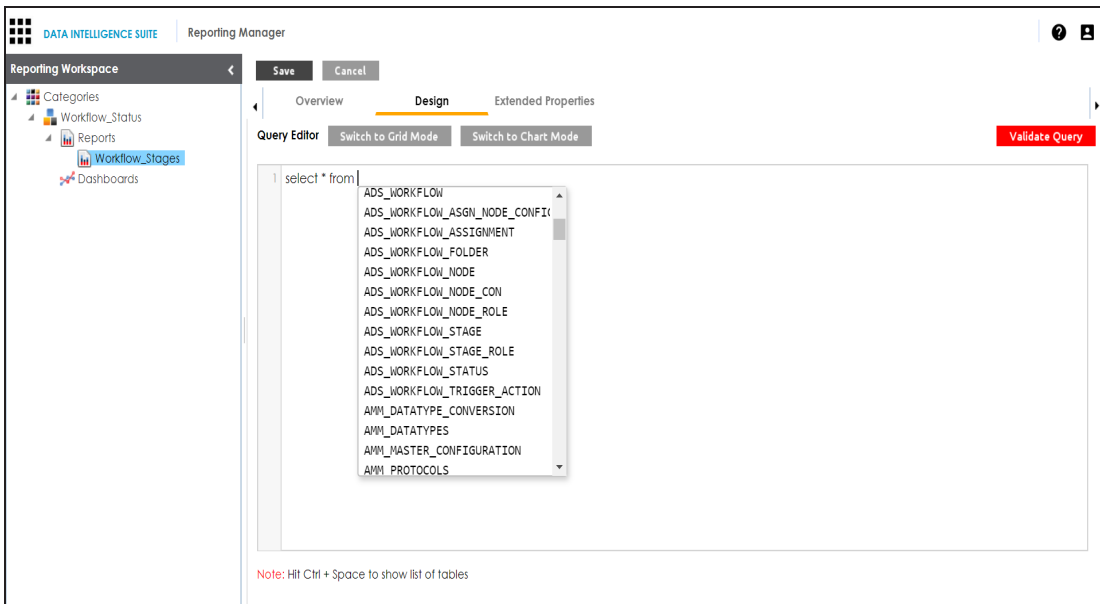 DATA INTELLIGENCE SUITE Reporting Manager
Reporting Workspace
Save Cancel
Categories
Workflow_Status
Reports
Workflow_Stages
Dashboards
Overview Design Extended Properties
Query Editor Switch to Grid Mode Switch to Chart Mode Validate Query
1 select * from
ADS_WORKFLOW
ADS_WORKFLOW_ASGN_NODE_CONFIG
ADS_WORKFLOW_ASSIGNMENT
ADS_WORKFLOW_FOLDER
ADS_WORKFLOW_NODE
ADS_WORKFLOW_NODE_CON
ADS_WORKFLOW_NODE_ROLE
ADS_WORKFLOW_STAGE
ADS_WORKFLOW_STAGE_ROLE
ADS_WORKFLOW_STATUS
ADS_WORKFLOW_TRIGGER_ACTION
AMM_DATATYPE_CONVERSION
AMM_DATATYPES
AMM_MASTER_CONFIGURATION
AMM_PROTOCOLS
Note: Hit Ctrl + Space to show list of tables